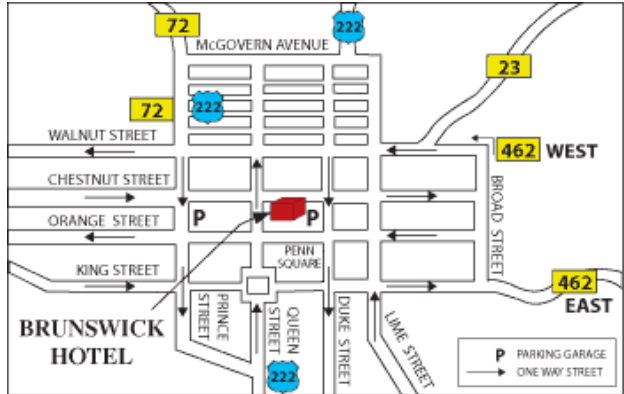 72
222
McGOVERN AVENUE
23
72
222
WALNUT STREET
462 WEST
CHESTNUT STREET
BROAD STREET
ORANGE STREET
P
P
PENN
SQUARE
KING STREET
462
EAST
PRINCE
STREET
QUEEN
STREET
DUKE STREET
LIME STREET
BRUNSWICK
HOTEL
222
P PARKING GARAGE
ONE WAY STREET